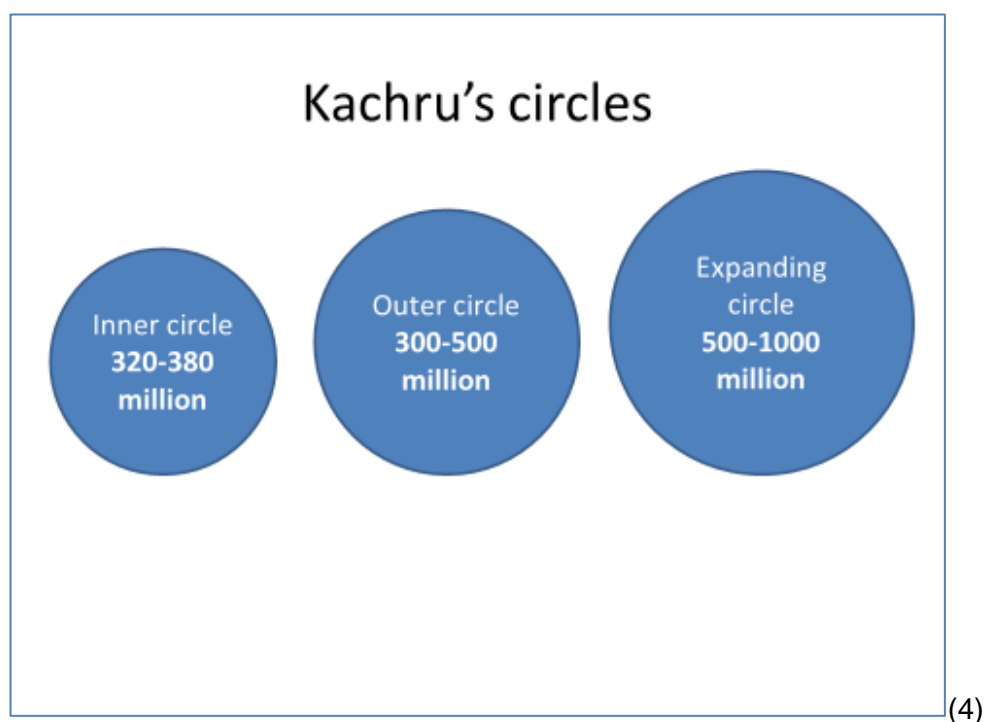 Kachru's circles
Inner circle
320-380
million
Outer circle
300-500
million
Expanding
circle
500-1000
million
(4)